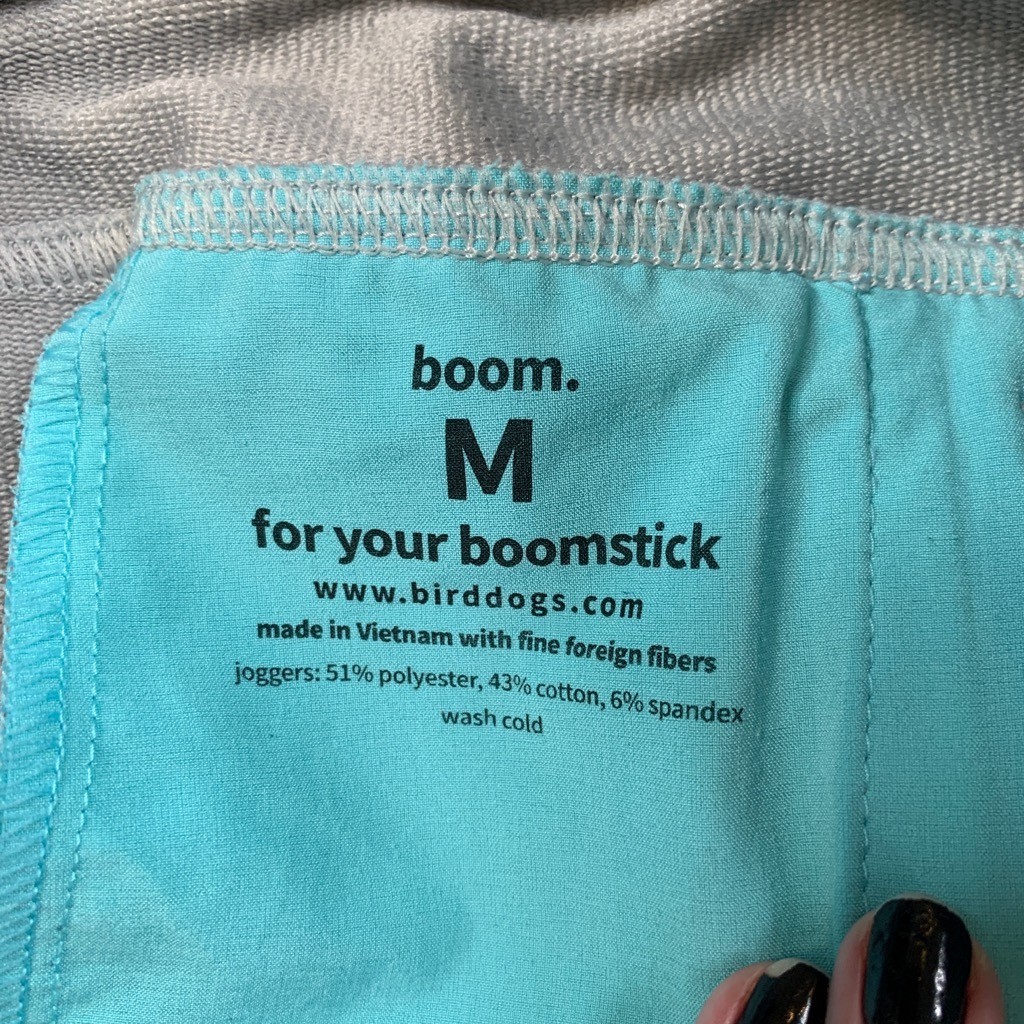 boom.
M
for your boomstick
www.birddogs.com
made in Vietnam with fine foreign fibers
joggers: 51% polyester, 43% cotton, 6% spandex
wash cold